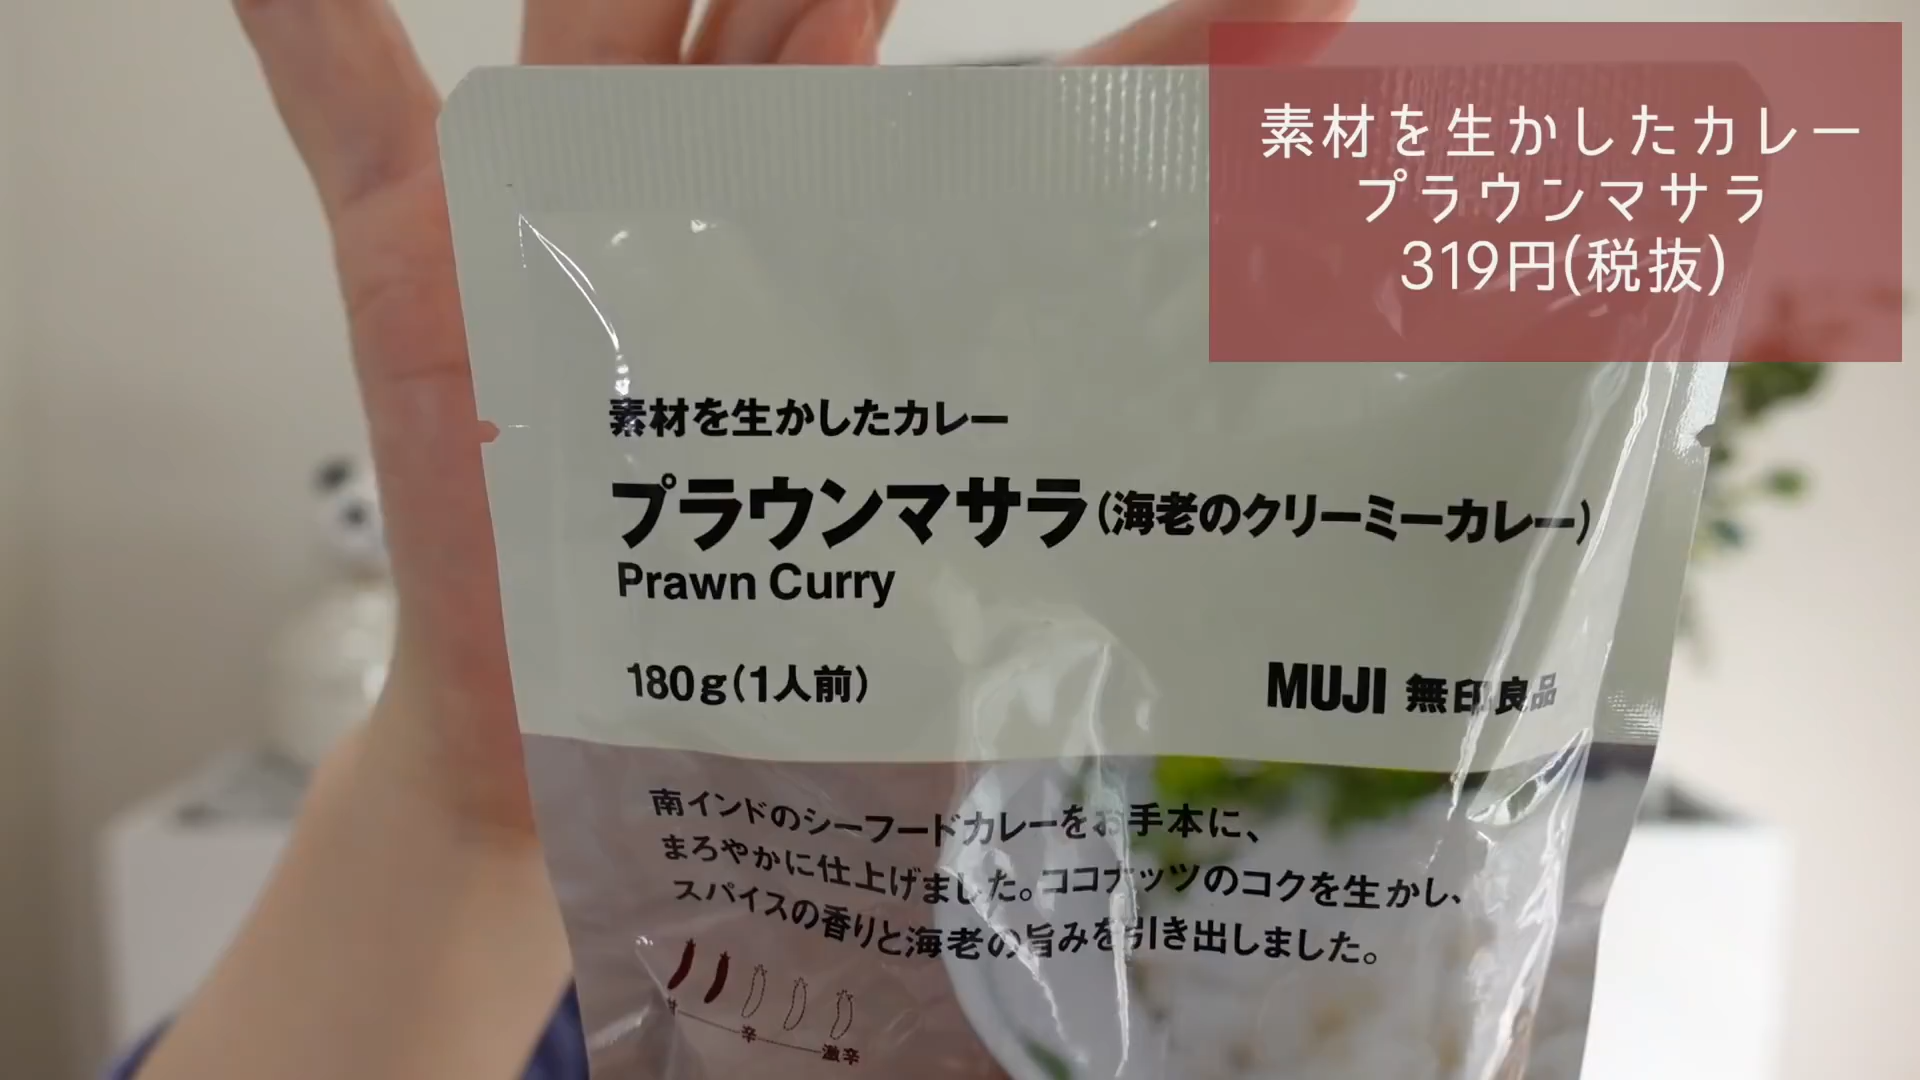 素材を生かしたカレー
プラウンマサラ
319円(税抜)
素材を生かしたカレー
プラウンマサラ(海老のクリーミーカレー)
Prawn Curry
180g(1人前)
MUJI 無印良品
南インドのシーフードカレーをお手本に、
まろやかに仕上げました。ココナッツのコクを生かし、
スパイスの香りと海老の旨みを引き出しました。
甘 辛 激辛